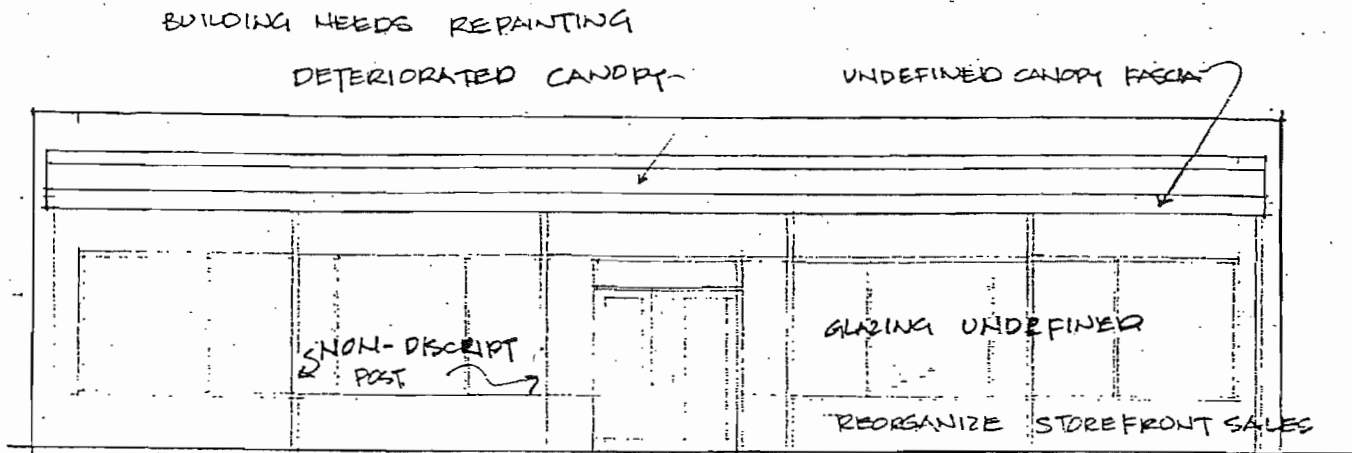 BUILDING NEEDS REPAINTING
DETERIORATED CANOPY
UNDEFINED CANOPY FASCIA
GLAZING UNDEFINED
NON-DISCRIPT
POST
REORGANIZE STOREFRONT SALES